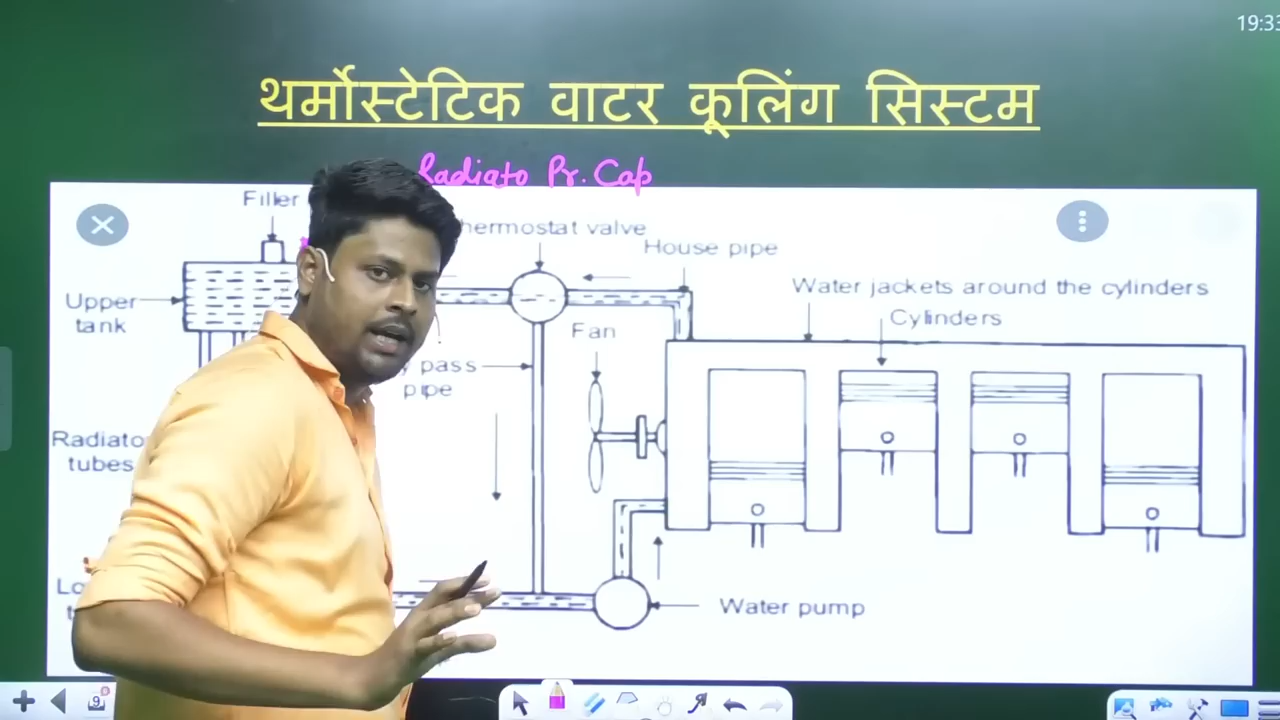 19:33
थर्मोस्टेटिक वाटर कूलिंग सिस्टम
Radiato Pr. Cap
Filler
hermostat valve
House pipe
Water jackets around the cylinders
Cylinders
Upper
tank
Fan
pass
pipe
Radiato
tubes
Water pump
9